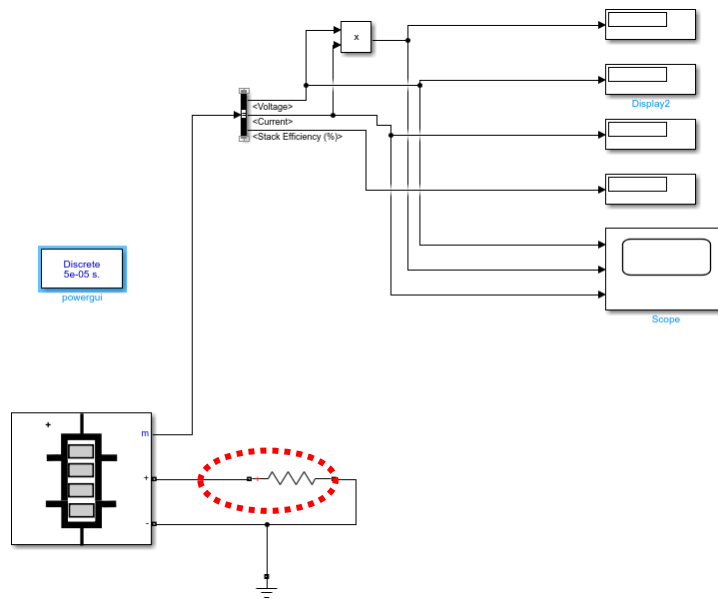 x
<Voltage>
<Current>
<Stack Efficiency (%)>
Display2
Scope
Discrete
5e-05 s.
powergui
+
m
+
-
+